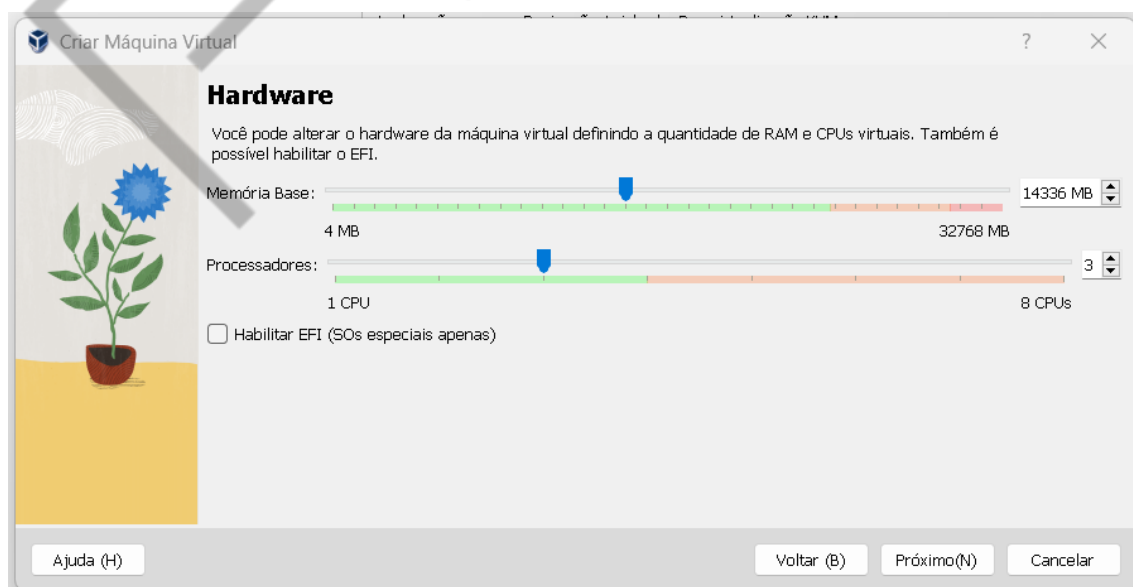 Criar Máquina Virtual
Hardware
Você pode alterar o hardware da máquina virtual definindo a quantidade de RAM e CPUs virtuais. Também é
possível habilitar o EFI.
Memória Base: 14336 MB
4 MB 32768 MB
Processadores: 3
1 CPU 8 CPUs
Habilitar EFI (SOs especiais apenas)
Ajuda (H) Voltar (B) Próximo(N) Cancelar